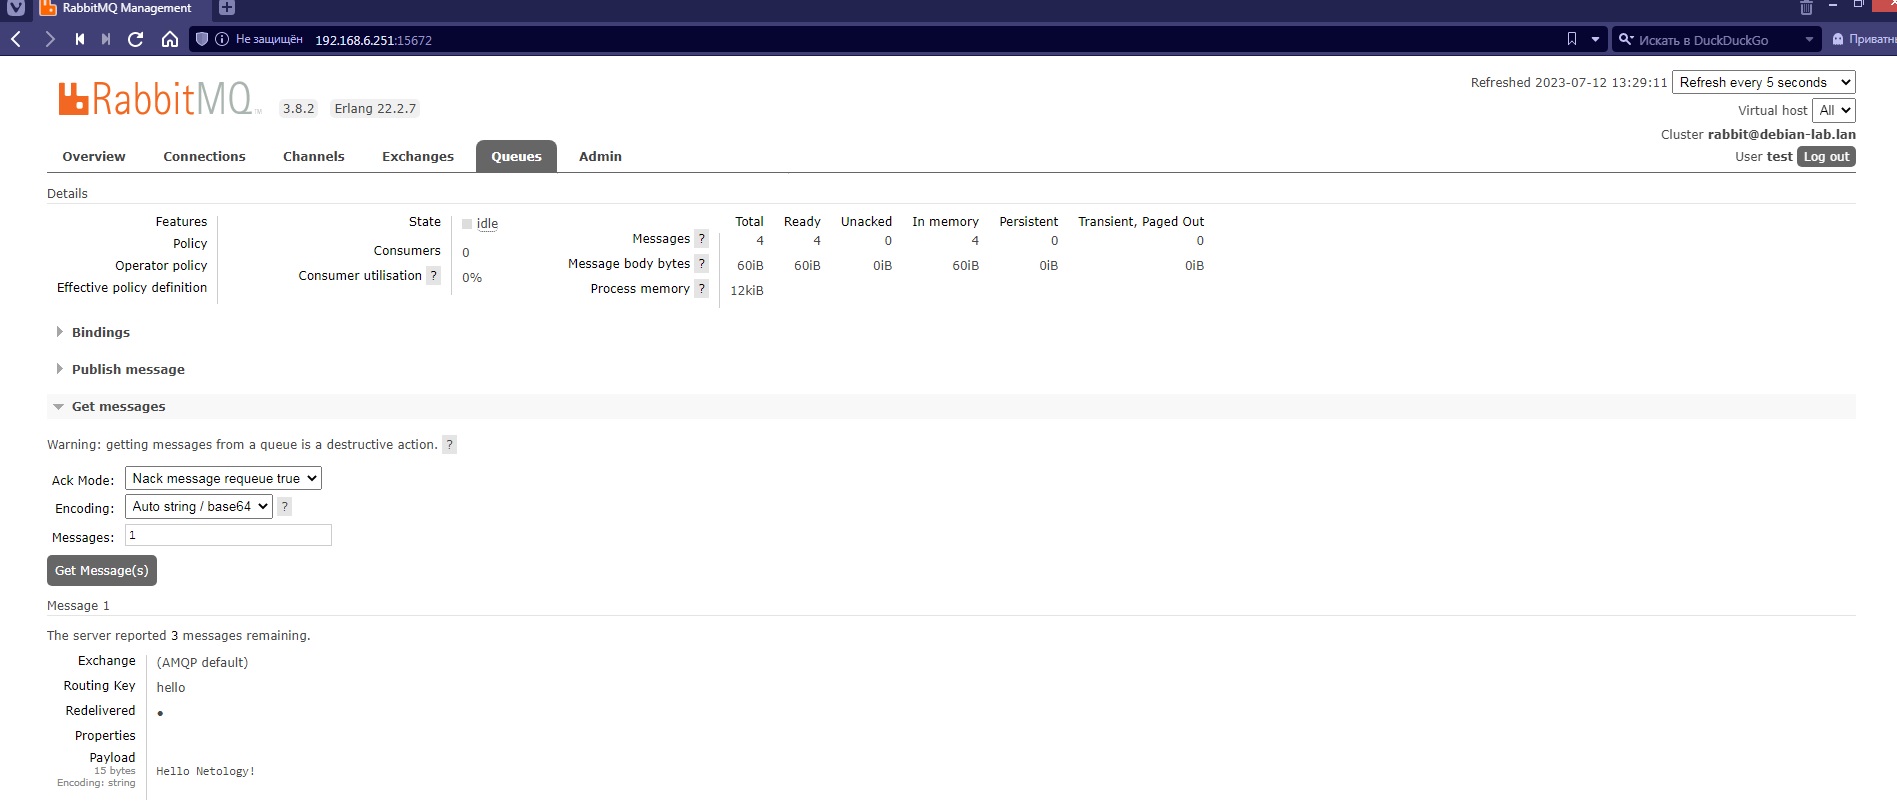 RabbitMQ Management
Не защищён 192.168.6.251:15672
Искать в DuckDuckGo
RabbitMQ TM 3.8.2 Erlang 22.2.7
Refreshed 2023-07-12 13:29:11 Refresh every 5 seconds
Virtual host All
Cluster rabbit@debian-lab.lan
User test Log out
Overview Connections Channels Exchanges Queues Admin
Details
Features
Policy
Operator policy
Effective policy definition
State idle
Consumers 0
Consumer utilisation ? 0%
Total Ready Unacked In memory Persistent Transient, Paged Out
Messages ? 4 4 0 4 0 0
Message body bytes ? 60iB 60iB 0iB 60iB 0iB 0iB
Process memory ? 12kiB
Bindings
Publish message
Get messages
Warning: getting messages from a queue is a destructive action. ?
Ack Mode: Nack message requeue true
Encoding: Auto string / base64 ?
Messages: 1
Get Message(s)
Message 1
The server reported 3 messages remaining.
Exchange (AMQP default)
Routing Key hello
Redelivered ●
Properties
Payload
15 bytes
Encoding: string
Hello Netology!